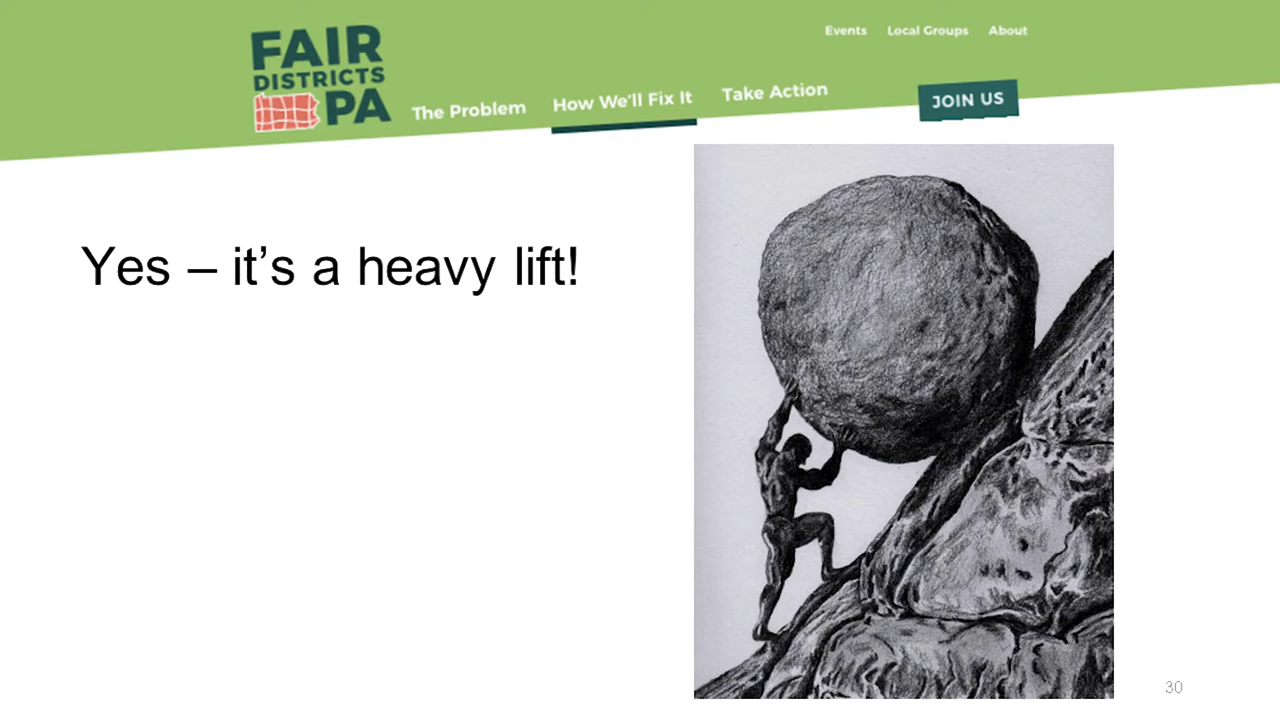 FAIR
DISTRICTS
PA
The Problem
How We'll Fix It
Take Action
Events
Local Groups
About
JOIN US
Yes – it’s a heavy lift!
30